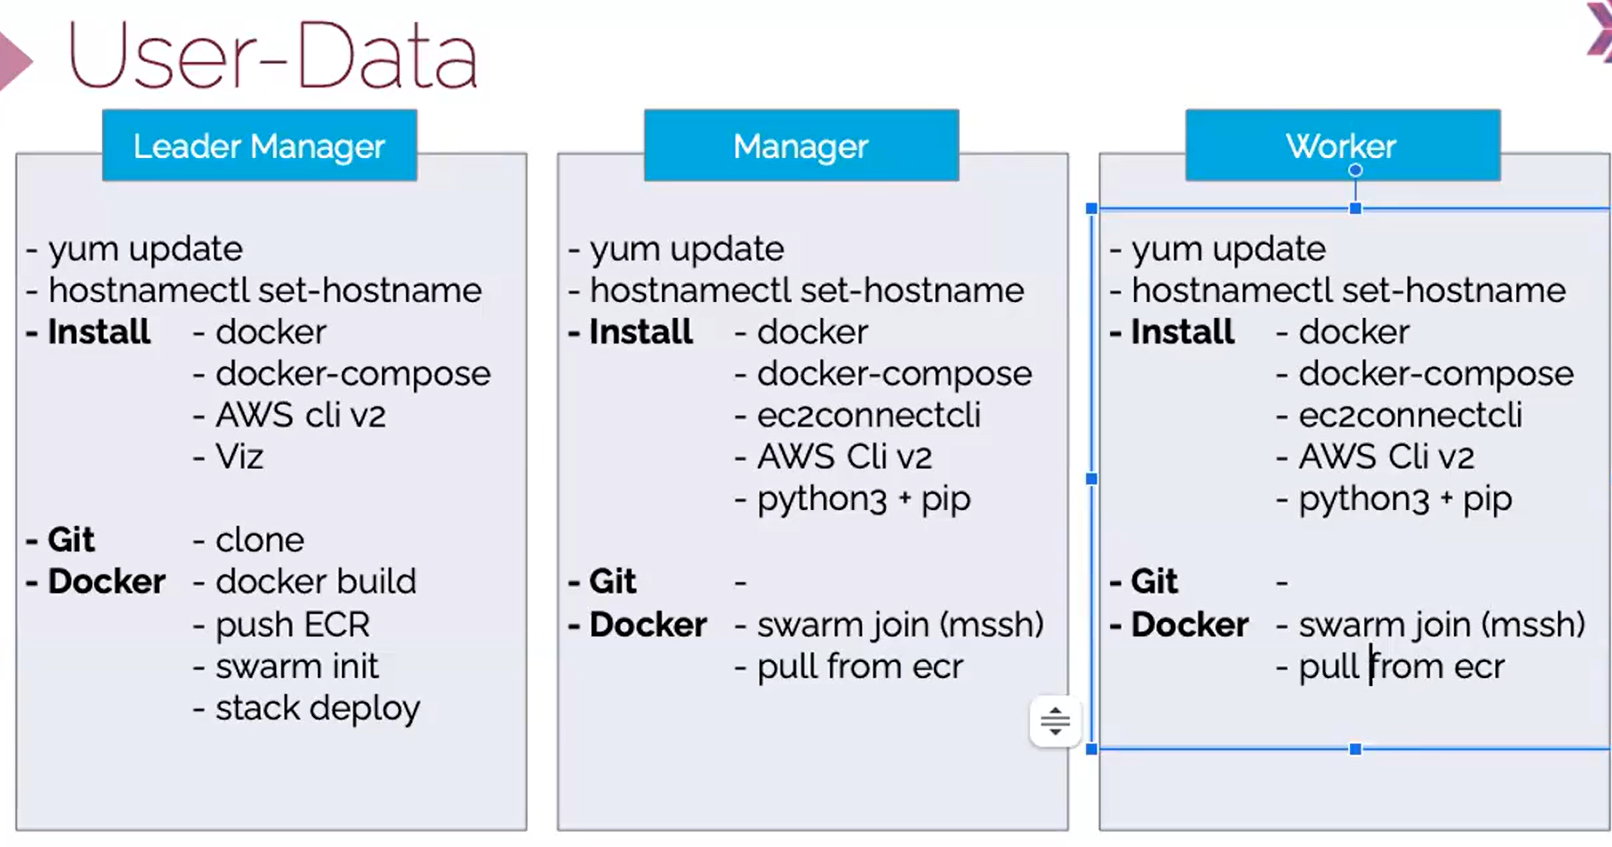 User-Data
Leader Manager
- yum update
- hostnamectl set-hostname
- Install - docker
- docker-compose
- AWS cli v2
- Viz
- Git - clone
- Docker - docker build
- push ECR
- swarm init
- stack deploy
Manager
- yum update
- hostnamectl set-hostname
- Install - docker
- docker-compose
- ec2connectcli
- AWS Cli v2
- python3 + pip
- Git -
- Docker - swarm join (mssh)
- pull from ecr
Worker
- yum update
- hostnamectl set-hostname
- Install - docker
- docker-compose
- ec2connectcli
- AWS Cli v2
- python3 + pip
- Git -
- Docker - swarm join (mssh)
- pull from ecr